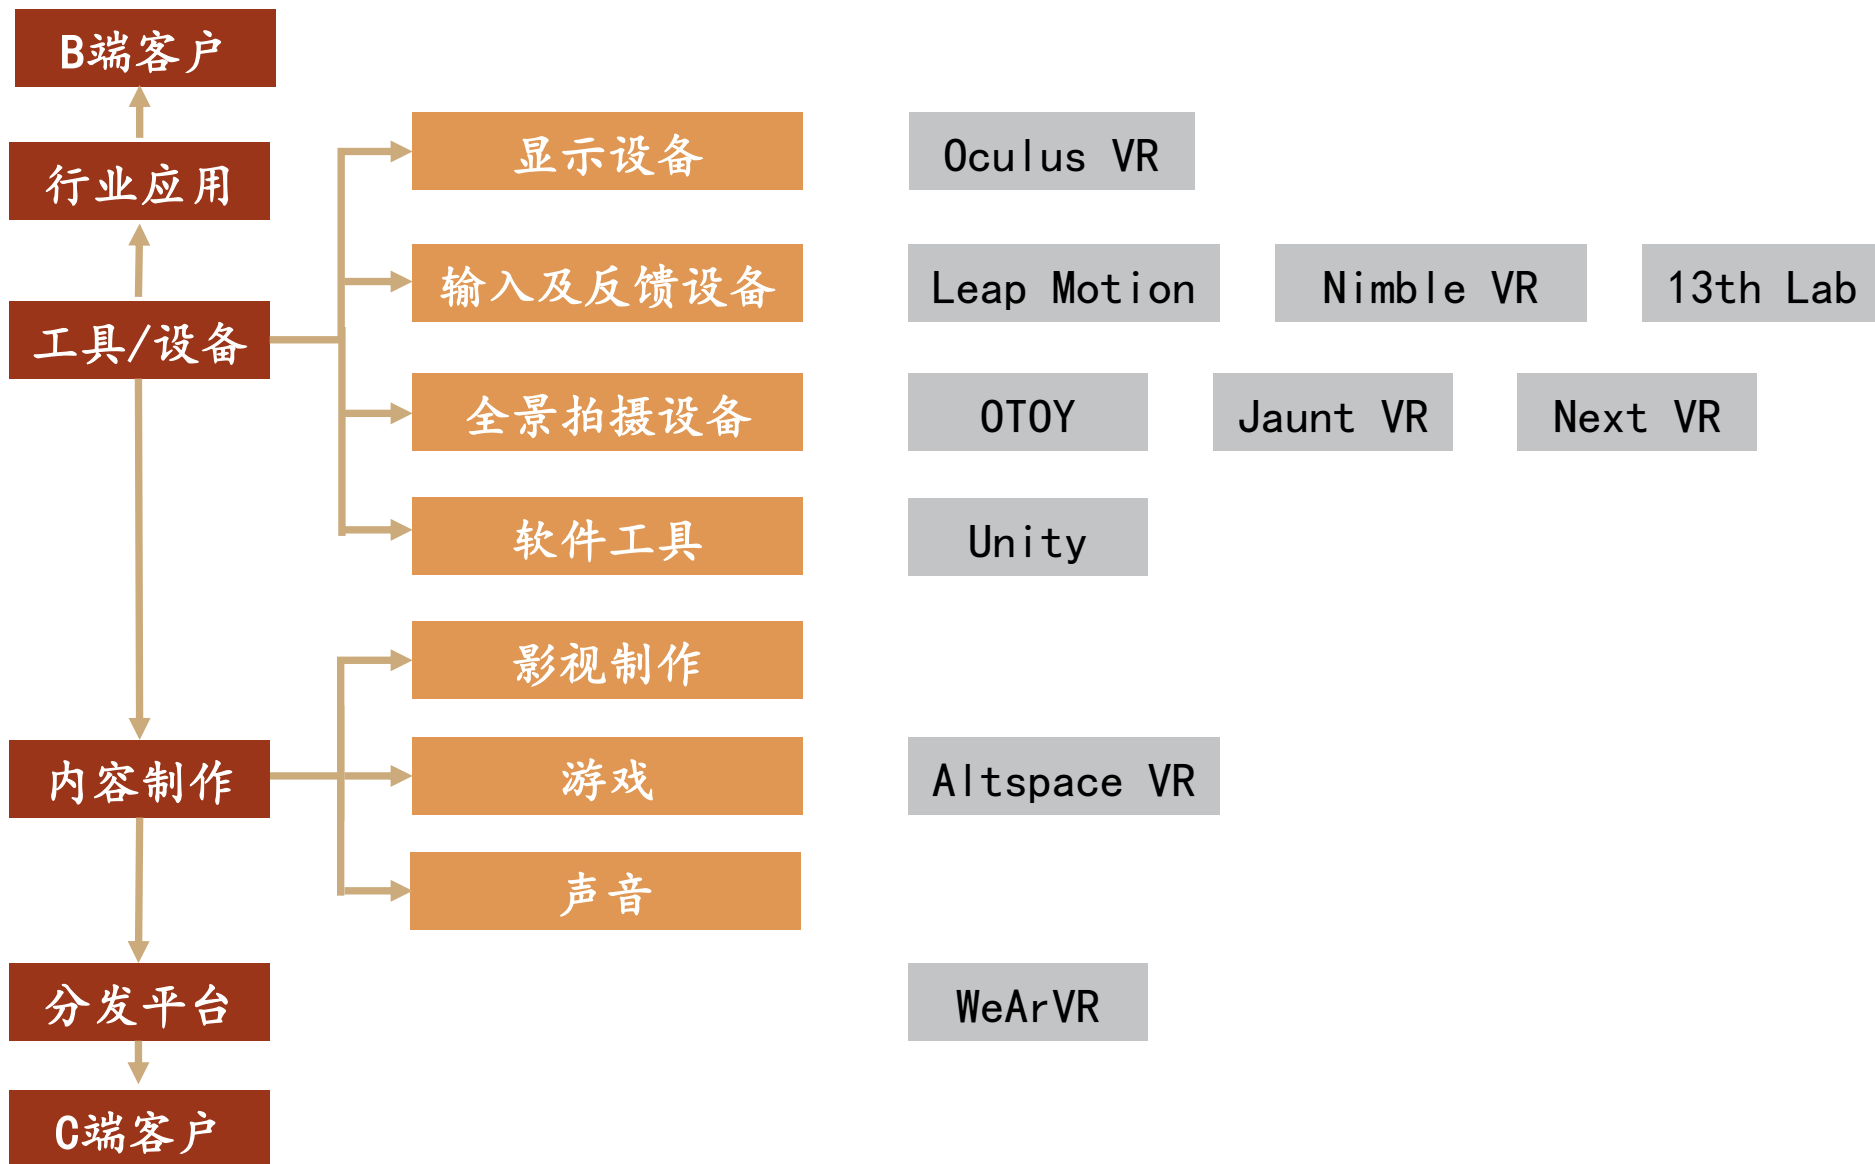 B端客户
行业应用
显示设备
Oculus VR
输入及反馈设备
Leap Motion
Nimble VR
13th Lab
工具/设备
全景拍摄设备
OTOY
Jaunt VR
Next VR
软件工具
Unity
影视制作
内容制作
游戏
Altspace VR
声音
分发平台
WeArVR
C端客户